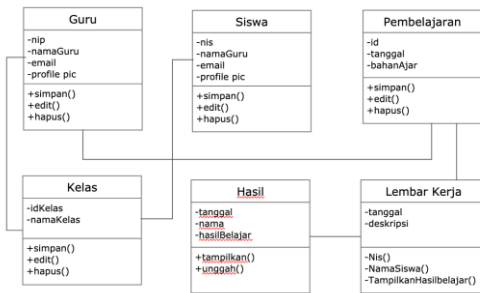 Guru
-nip
-namaGuru
-email
-profile pic
+simpan()
+edit()
+hapus()
Siswa
-nis
-namaGuru
-email
-profile pic
+simpan()
+edit()
+hapus()
Pembelajaran
-id
-tanggal
-bahanAjar
+simpan()
+edit()
+hapus()
Kelas
-idKelas
-namaKelas
+simpan()
+edit()
+hapus()
Hasil
-tanggal
-nama
-hasilBelajar
+tampilkan()
+unggah()
Lembar Kerja
-tanggal
-deskripsi
-Nis()
-NamaSiswa()
-TampilkanHasilbelajar()